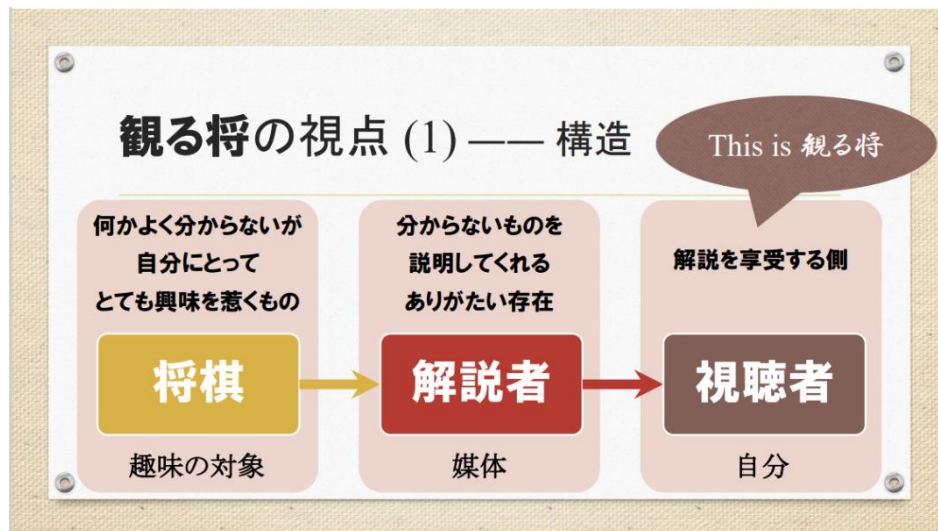 観る将の視点 (1) —— 構造
This is 観る将
何かよく分からないが
自分にとって
とても興味を惹くもの
将棋
趣味の対象
分からないものを
説明してくれる
ありがたい存在
解説者
媒体
解説を享受する側
視聴者
自分